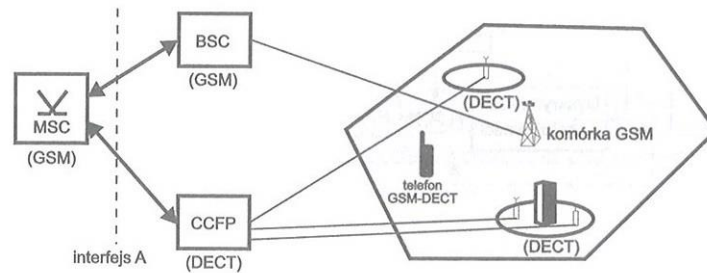 BSC
(GSM)
MSC
(GSM)
(DECT)
komórka GSM
telefon
GSM-DECT
CCFP
(DECT)
(DECT)
interfejs A